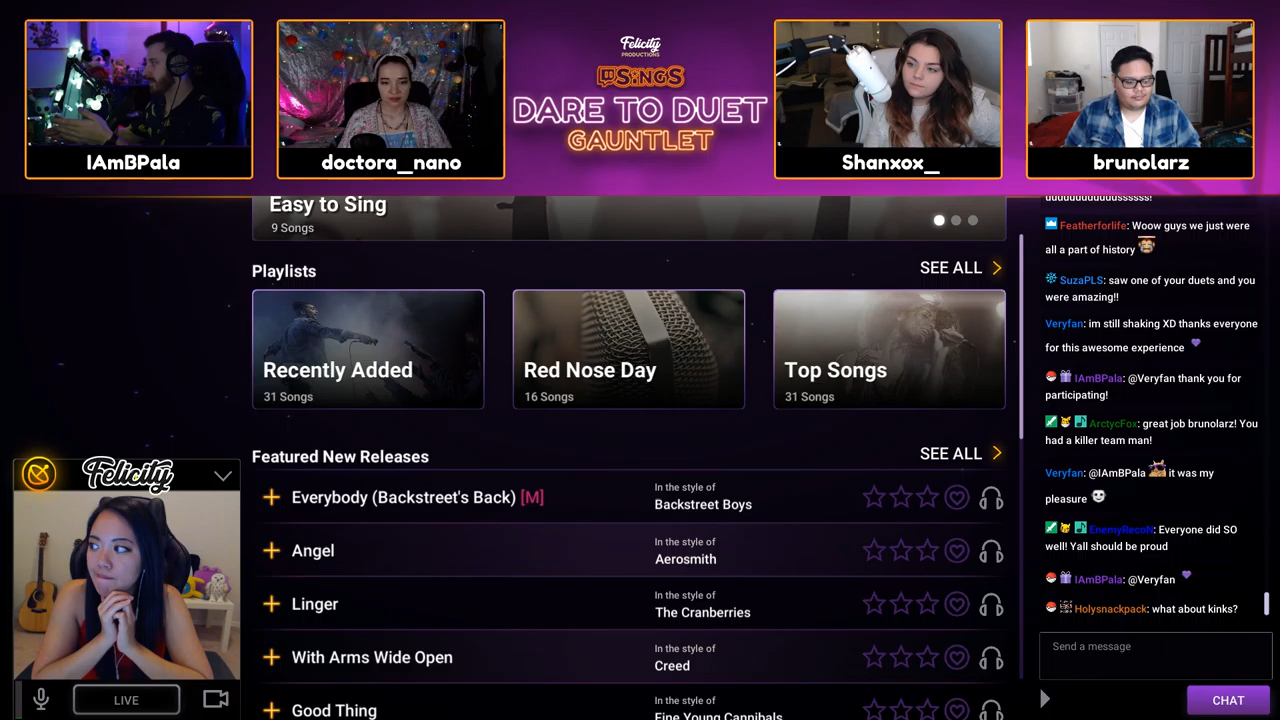 IAmBPala
doctora__nano
Felicity
PRODUCTIONS
SINGS
DARE TO DUET
GAUNTLET
Shanxox_
brunolarz
Easy to Sing
9 Songs
Playlists
SEE ALL
Recently Added
31 Songs
Red Nose Day
16 Songs
Top Songs
31 Songs
Featured New Releases
SEE ALL
Everybody (Backstreet's Back) [M]
In the style of
Backstreet Boys
Angel
In the style of
Aerosmith
Linger
In the style of
The Cranberries
With Arms Wide Open
In the style of
Creed
Good Thing
In the style of
Fine Young Cannibals
Felicity
LIVE
Featherforlife: Woow guys we just were
all a part of history
SuzaPLS: saw one of your duets and you
were amazing!!
Veryfan: im still shaking XD thanks everyone
for this awesome experience
IAmBPala: @Veryfan thank you for
participating!
ArctycFox: great job brunolarz! You
had a killer team man!
Veryfan: @IAmBPala it was my
pleasure
EnemyRecoN: Everyone did SO
well! Yall should be proud
IAmBPala: @Veryfan
Holysnackpack: what about kinks?
Send a message
CHAT